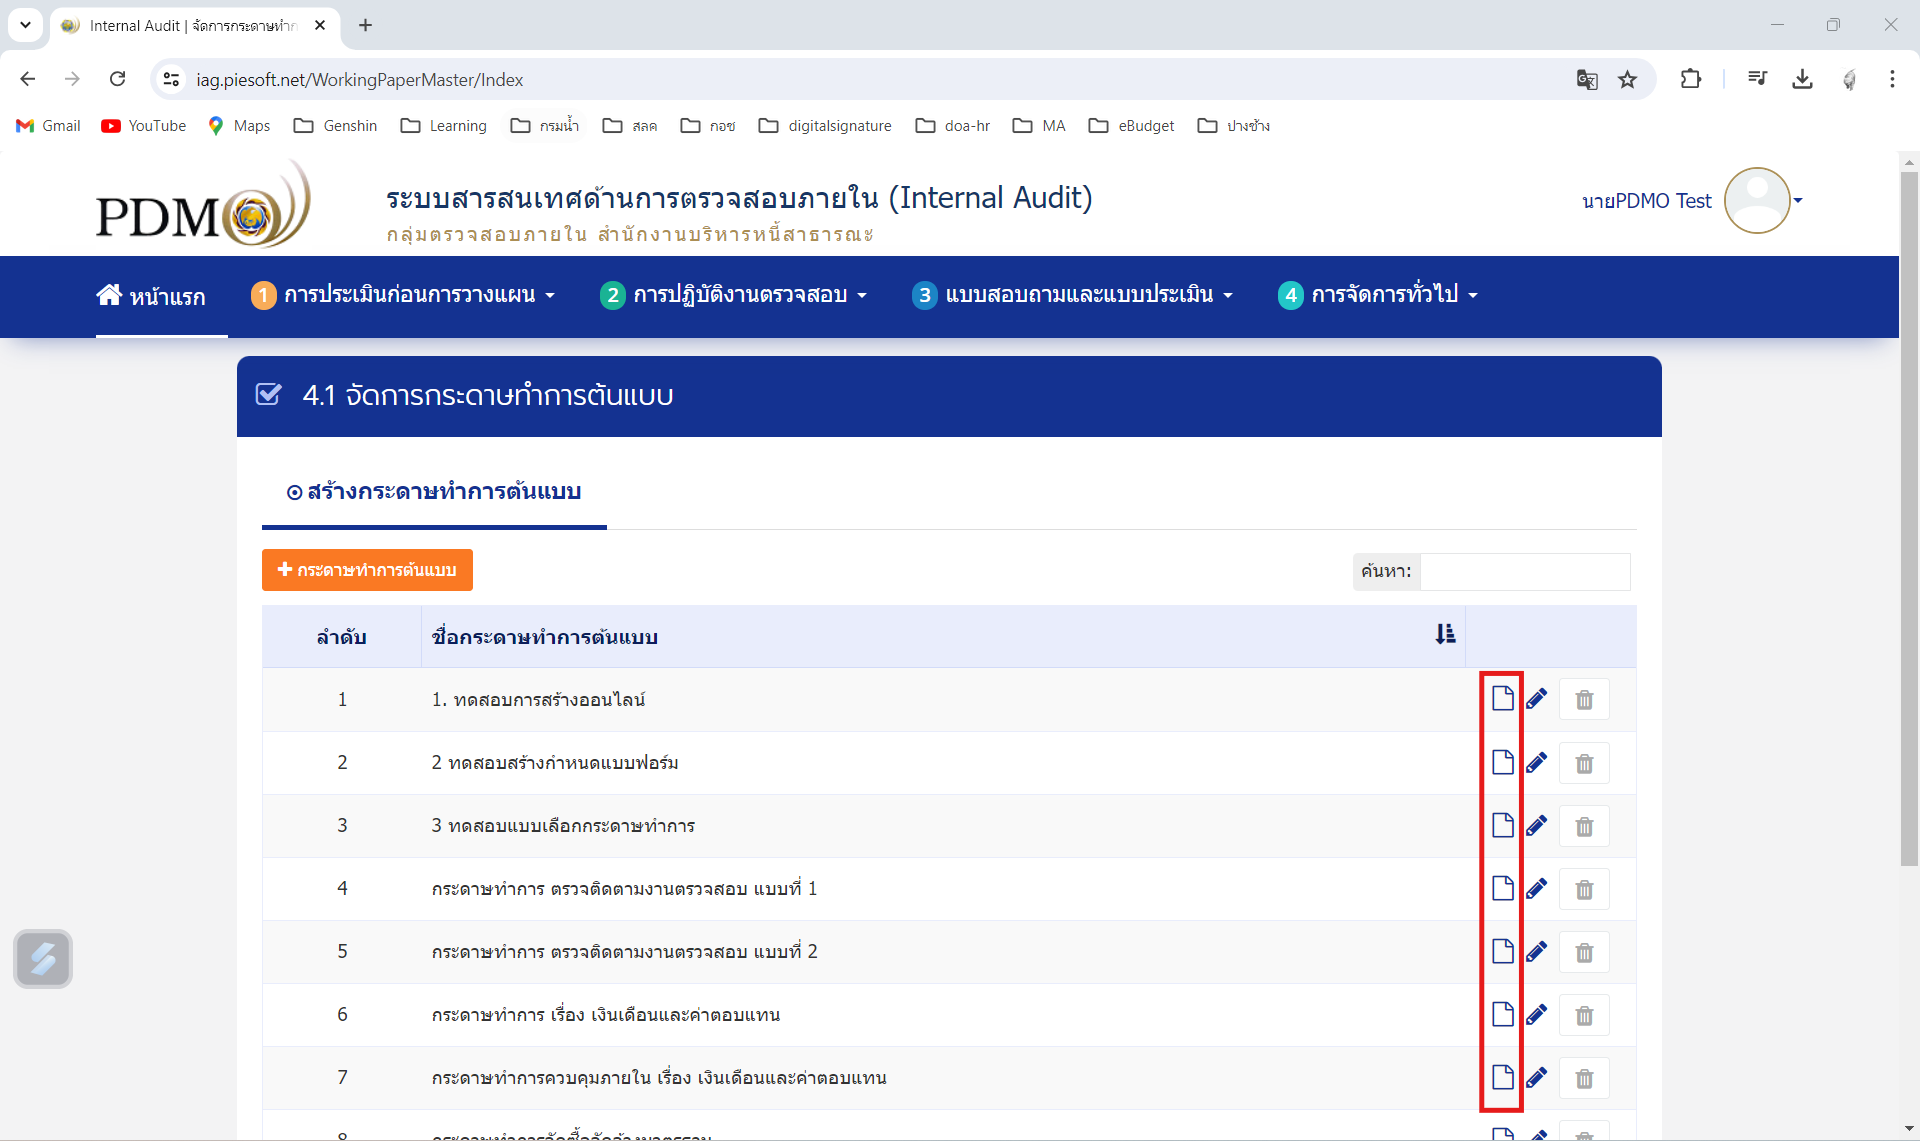 Internal Audit | จัดการกระดาษทำก
iag.piesoft.net/WorkingPaperMaster/Index
Gmail YouTube Maps Genshin Learning กรมน้ำ สลค กอช digitalsignature doa-hr MA eBudget ปางช้าง
PDMO
ระบบสารสนเทศด้านการตรวจสอบภายใน (Internal Audit)
กลุ่มตรวจสอบภายใน สำนักงานบริหารหนี้สาธารณะ
นายPDMO Test
หน้าแรก 1 การประเมินก่อนการวางแผน 2 การปฏิบัติงานตรวจสอบ 3 แบบสอบถามและแบบประเมิน 4 การจัดการทั่วไป
4.1 จัดการกระดาษทำการต้นแบบ
สร้างกระดาษทำการต้นแบบ
กระดาษทำการต้นแบบ
ค้นหา:
ลำดับ ชื่อกระดาษทำการต้นแบบ
1 1. ทดสอบการสร้างออนไลน์
2 2 ทดสอบสร้างกำหนดแบบฟอร์ม
3 3 ทดสอบแบบเลือกกระดาษทำการ
4 กระดาษทำการ ตรวจติดตามงานตรวจสอบ แบบที่ 1
5 กระดาษทำการ ตรวจติดตามงานตรวจสอบ แบบที่ 2
6 กระดาษทำการ เรื่อง เงินเดือนและค่าตอบแทน
7 กระดาษทำการควบคุมภายใน เรื่อง เงินเดือนและค่าตอบแทน